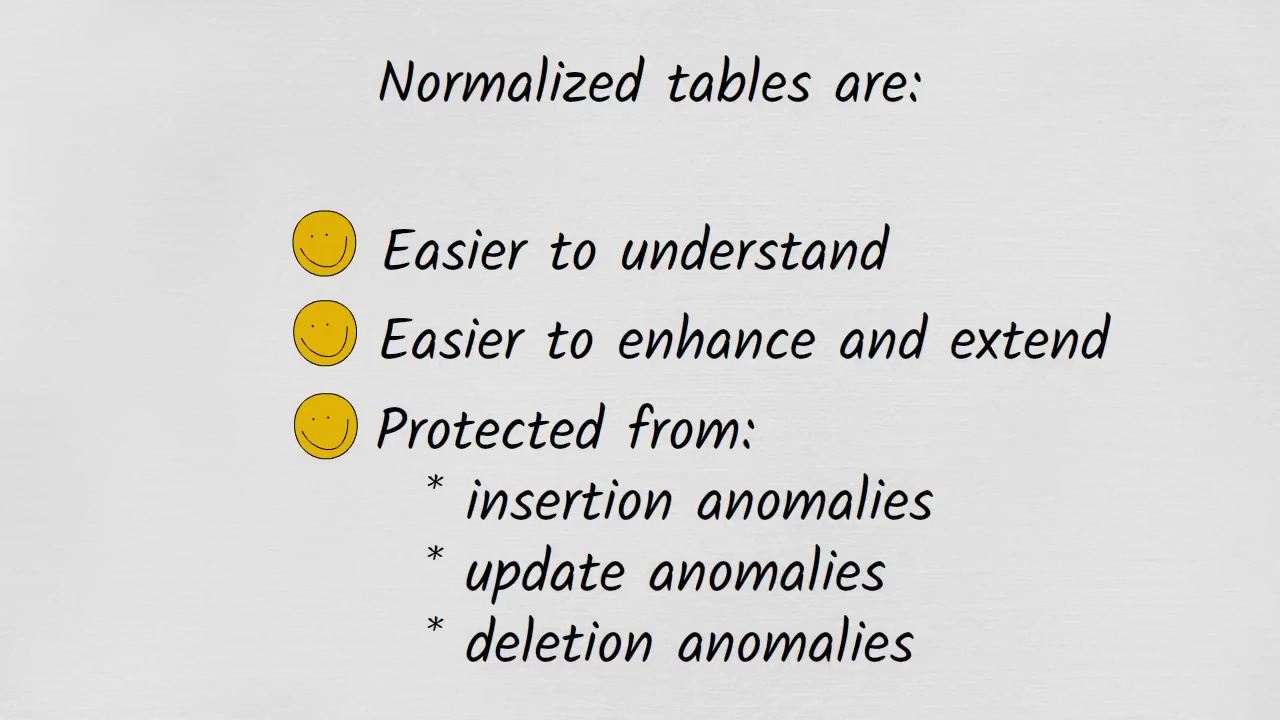 Normalized tables are:
Easier to understand
Easier to enhance and extend
Protected from:
* insertion anomalies
* update anomalies
* deletion anomalies